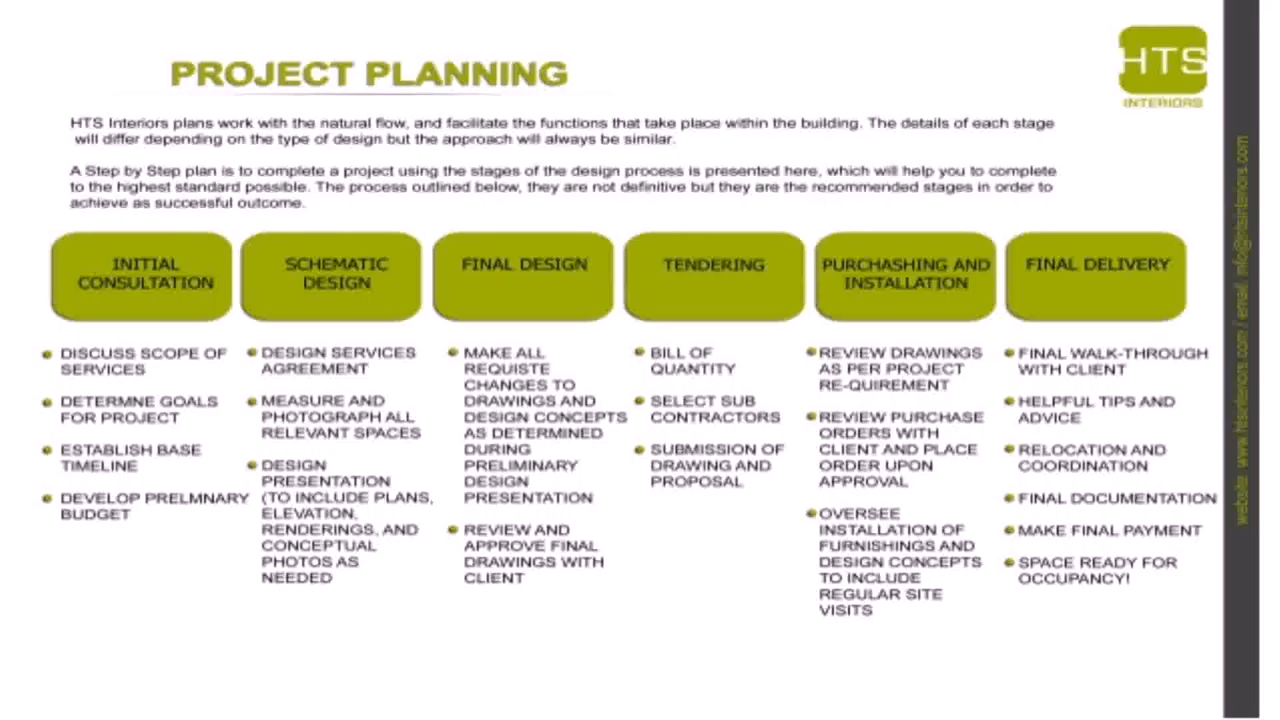 PROJECT PLANNING
HTS
INTERIORS
HTS Interiors plans work with the natural flow, and facilitate the functions that take place within the building. The details of each stage
will differ depending on the type of design but the approach will always be similar.
A Step by Step plan is to complete a project using the stages of the design process is presented here, which will help you to complete
to the highest standard possible. The process outlined below, they are not definitive but they are the recommended stages in order to
achieve as successful outcome.
INITIAL
CONSULTATION
DISCUSS SCOPE OF
SERVICES
DETERMNE GOALS
FOR PROJECT
ESTABLISH BASE
TIMELINE
DEVELOP PRELMNARY
BUDGET
SCHEMATIC
DESIGN
DESIGN SERVICES
AGREEMENT
MEASURE AND
PHOTOGRAPH ALL
RELEVANT SPACES
DESIGN
PRESENTATION
(TO INCLUDE PLANS,
ELEVATION,
RENDERINGS, AND
CONCEPTUAL
PHOTOS AS
NEEDED
FINAL DESIGN
MAKE ALL
REQUISTE
CHANGES TO
DRAWINGS AND
DESIGN CONCEPTS
AS DETERMINED
DURING
PRELIMINARY
DESIGN
PRESENTATION
REVIEW AND
APPROVE FINAL
DRAWINGS WITH
CLIENT
TENDERING
BILL OF
QUANTITY
SELECT SUB
CONTRACTORS
SUBMISSION OF
DRAWING AND
PROPOSAL
PURCHASHING AND
INSTALLATION
REVIEW DRAWINGS
AS PER PROJECT
RE-QUIREMENT
REVIEW PURCHASE
ORDERS WITH
CLIENT AND PLACE
ORDER UPON
APPROVAL
OVERSEE
INSTALLATION OF
FURNISHINGS AND
DESIGN CONCEPTS
TO INCLUDE
REGULAR SITE
VISITS
FINAL DELIVERY
FINAL WALK-THROUGH
WITH CLIENT
HELPFUL TIPS AND
ADVICE
RELOCATION AND
COORDINATION
FINAL DOCUMENTATION
MAKE FINAL PAYMENT
SPACE READY FOR
OCCUPANCY!
website: www.htsinteriors.com / email: info@htsinteriors.com